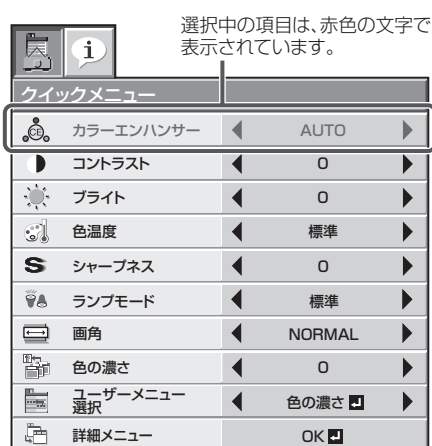 選択中の項目は、赤色の文字で
表示されています。
i
クイックメニュー
CE カラーエンハンサー AUTO
コントラスト 0
ブライト 0
色温度 標準
S シャープネス 0
ランプモード 標準
画角 NORMAL
色の濃さ 0
ユーザーメニュー
選択 色の濃さ
詳細メニュー OK